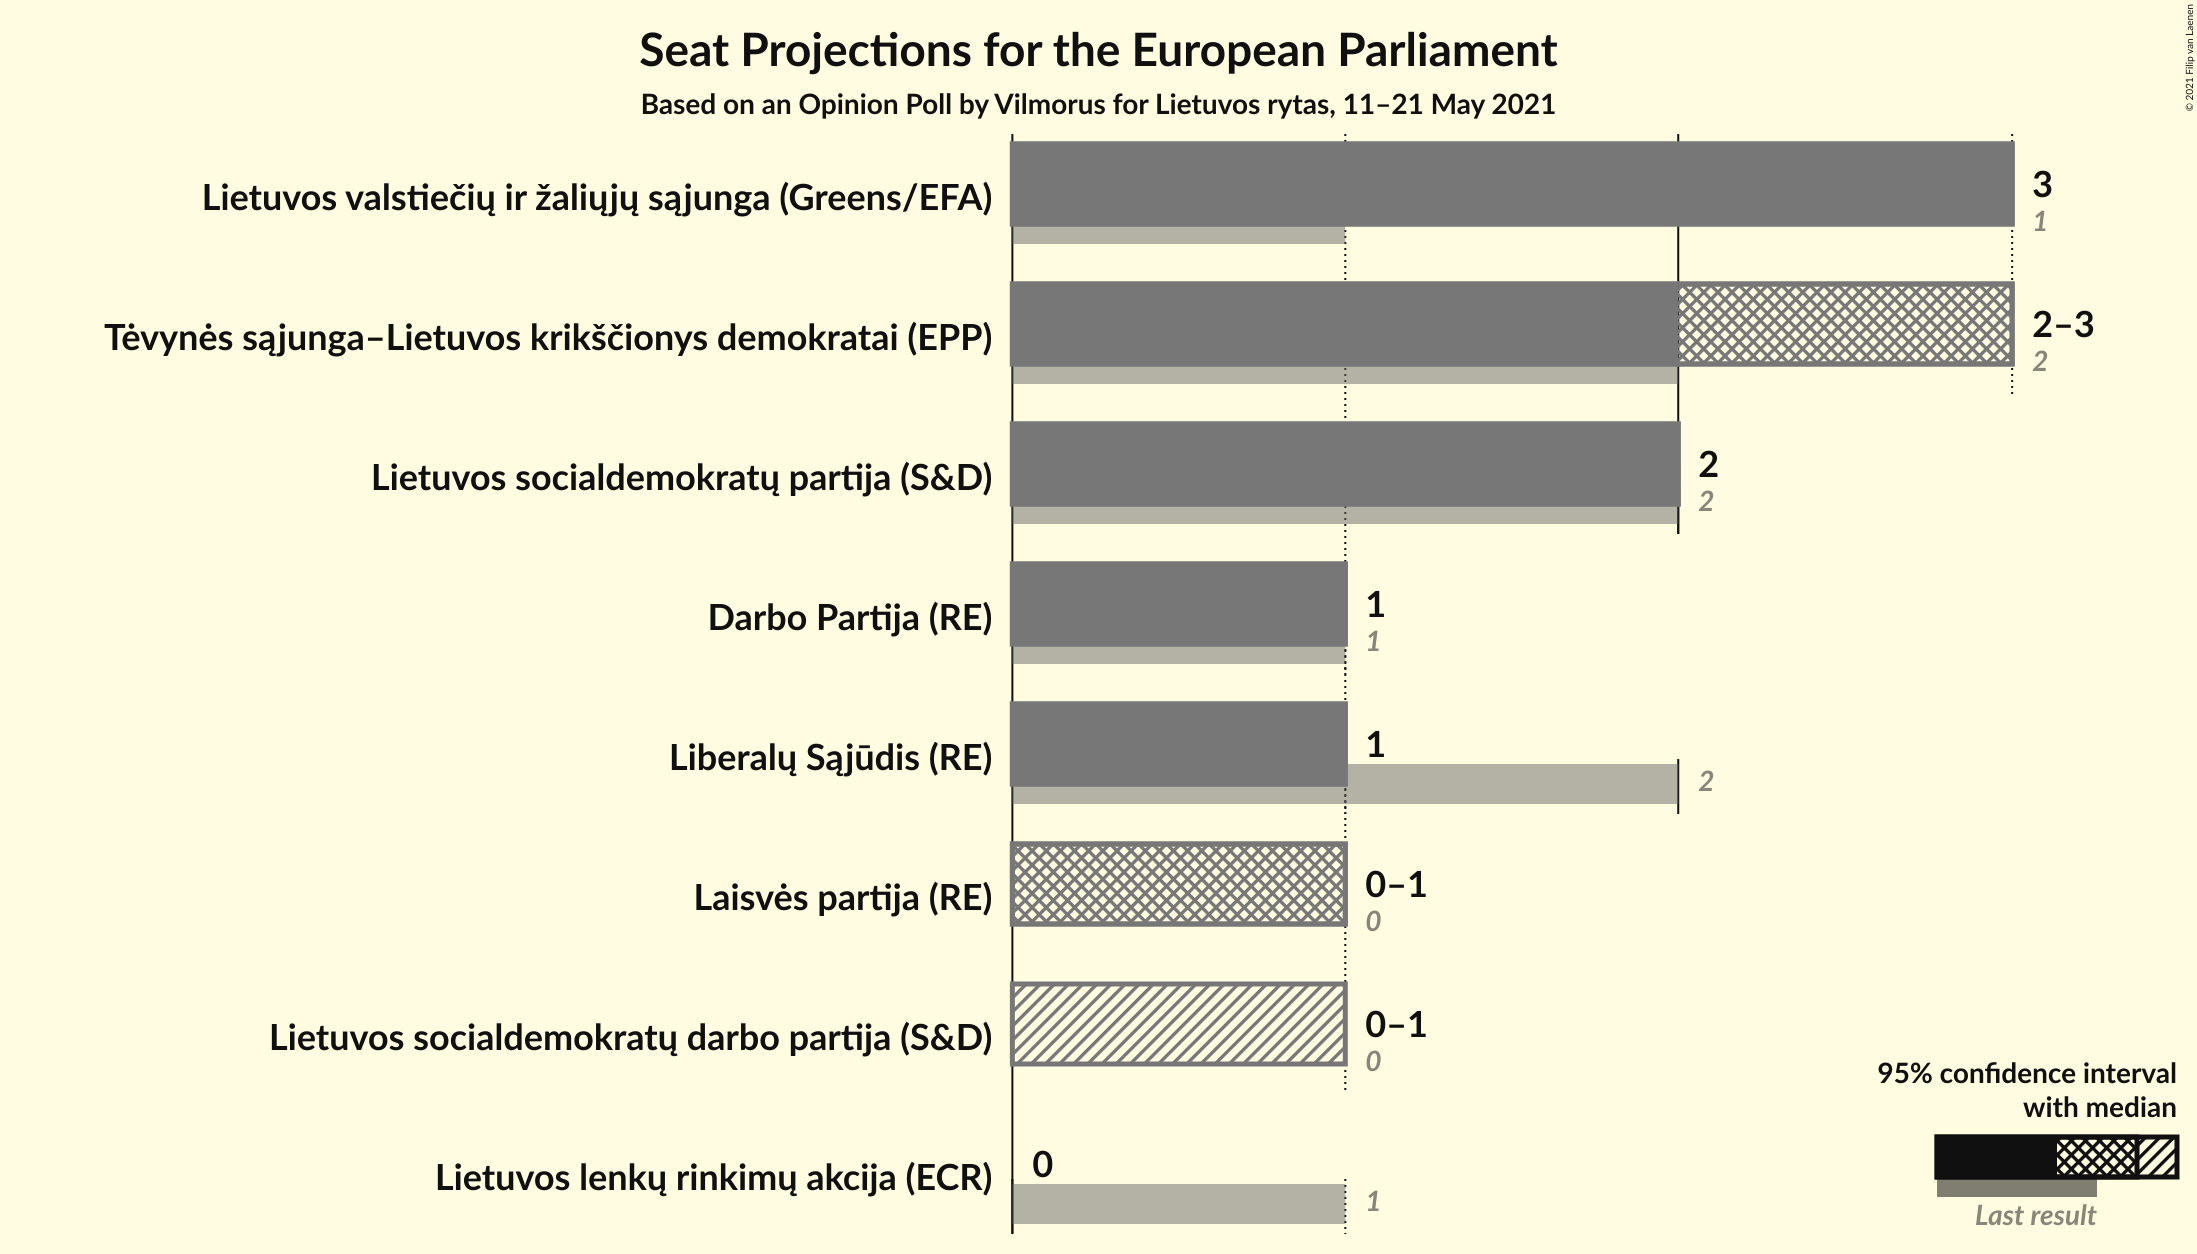 Seat Projections for the European Parliament
Based on an Opinion Poll by Vilmorus for Lietuvos rytas, 11–21 May 2021
© 2021 Filip van Laenen
Lietuvos valstiečių ir žaliųjų sąjunga (Greens/EFA)
3
1
Tėvynės sąjunga–Lietuvos krikščionys demokratai (EPP)
2–3
2
Lietuvos socialdemokratų partija (S&D)
2
2
Darbo Partija (RE)
1
1
Liberalų Sąjūdis (RE)
1
2
Laisvės partija (RE)
0–1
0
Lietuvos socialdemokratų darbo partija (S&D)
0–1
0
Lietuvos lenkų rinkimų akcija (ECR)
0
1
95% confidence interval
with median
Last result